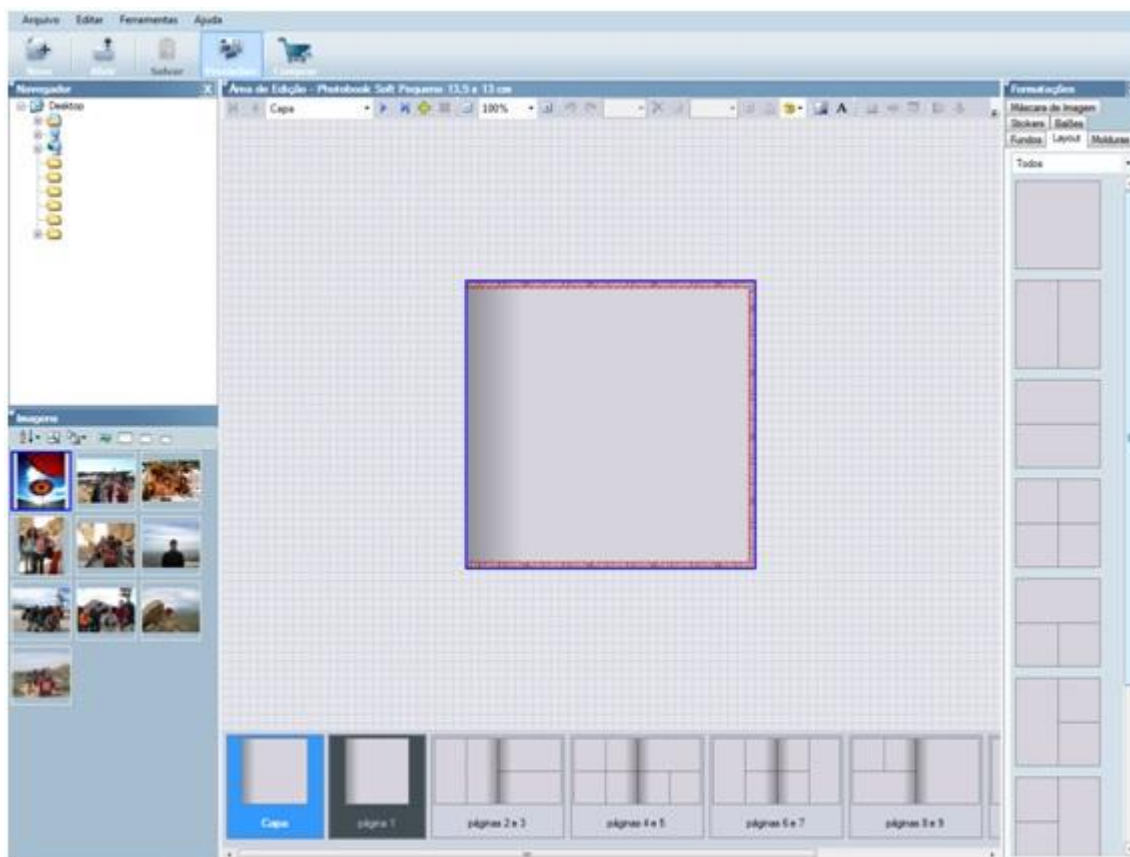 Arquivo Editar Ferramentas Ajuda
Salvar
Navegador X
Desktop
Área de Edição - Photobook Soft Pequeno 13,5 x 13 cm
Capa 100% A
Formatações
Máscara de Imagem
Stickers Balões
Fundos Layout Molduras
Todos
Imagens
Capa
página 1
páginas 2 e 3
páginas 4 e 5
páginas 6 e 7
páginas 8 e 9